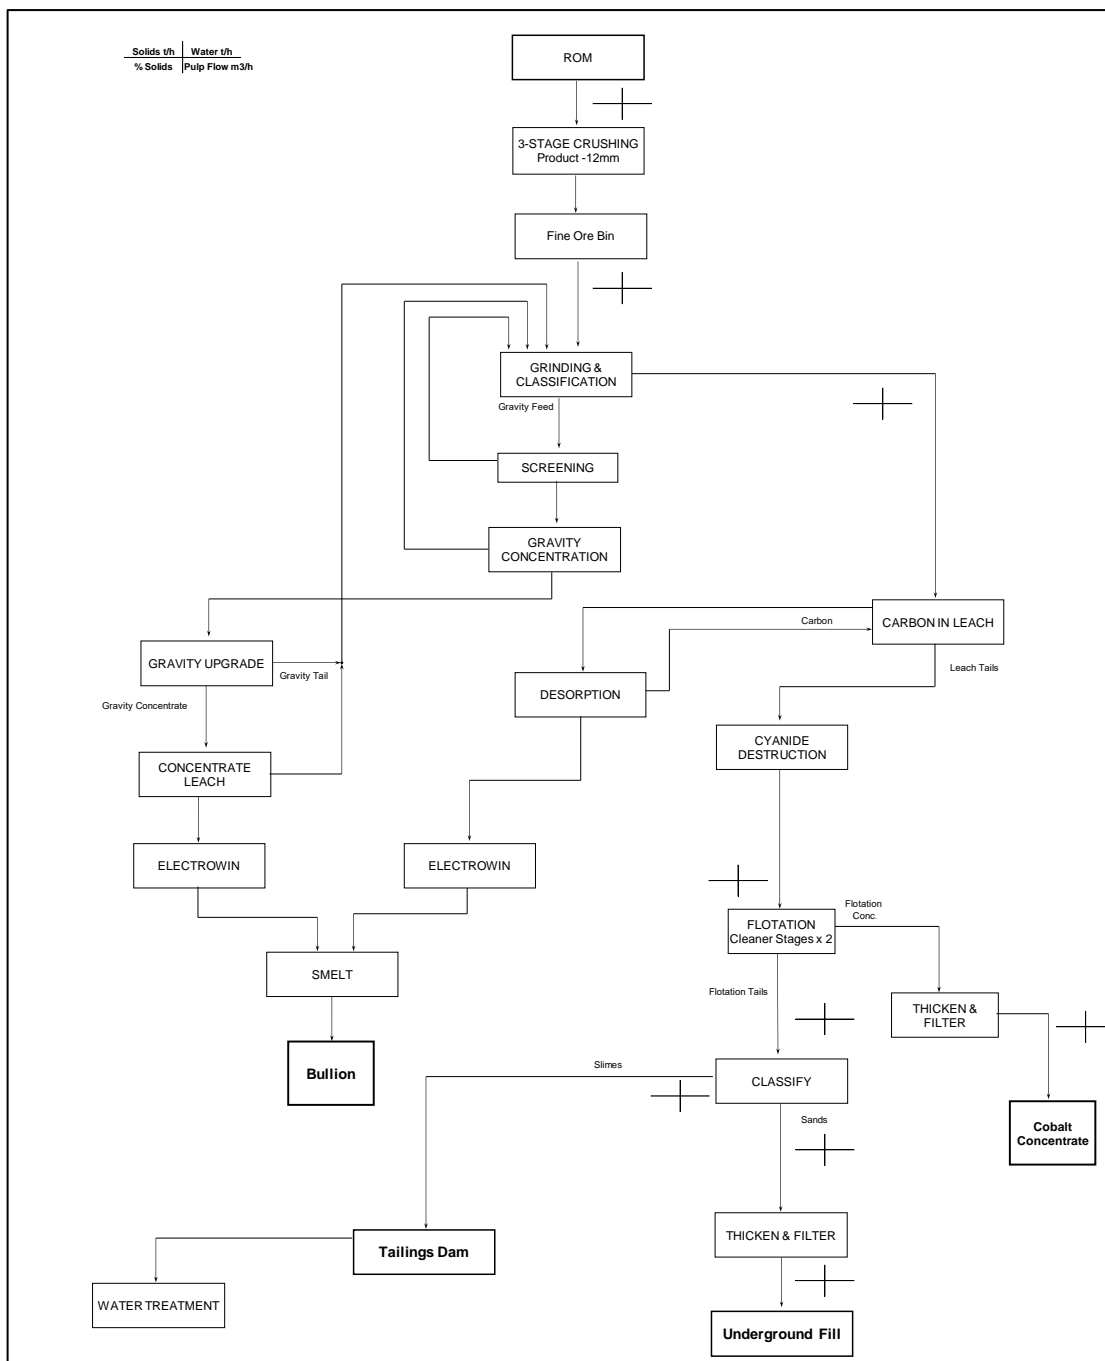 Solids t/h Water t/h
% Solids Pulp Flow m3/h
ROM
3-STAGE CRUSHING
Product -12mm
Fine Ore Bin
GRINDING &
CLASSIFICATION
Gravity Feed
SCREENING
GRAVITY
CONCENTRATION
Carbon
CARBON IN LEACH
GRAVITY UPGRADE
Gravity Tail
Leach Tails
DESORPTION
Gravity Concentrate
CYANIDE
DESTRUCTION
CONCENTRATE
LEACH
ELECTROWIN
ELECTROWIN
Flotation
Conc.
FLOTATION
Cleaner Stages x 2
SMELT
Flotation Tails
THICKEN &
FILTER
Bullion
Slimes
CLASSIFY
Sands
Cobalt
Concentrate
THICKEN & FILTER
Tailings Dam
WATER TREATMENT
Underground Fill